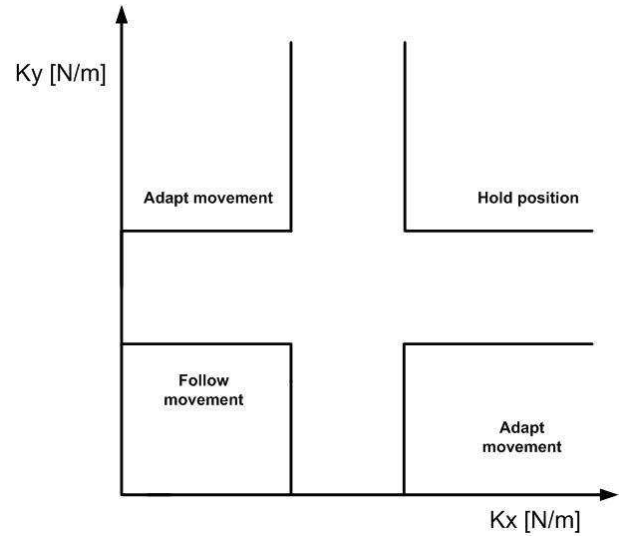 Ky [N/m]
Adapt movement
Hold position
Follow
movement
Adapt
movement
Kx [N/m]